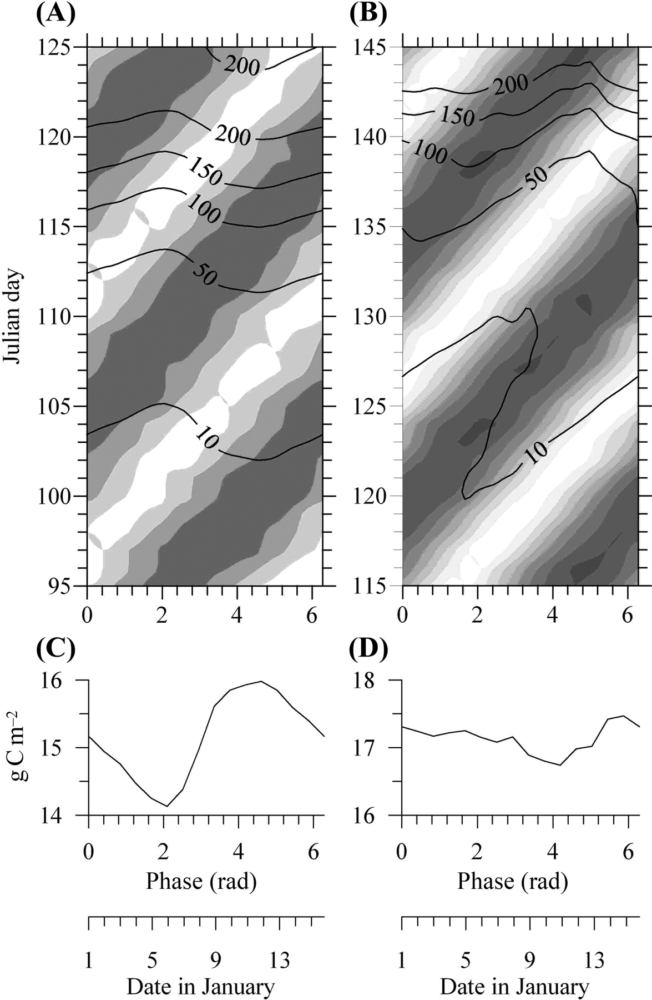 (A) (B)
125 145
200 200
150
120 200 140
150 100
100 50
115 135
Julian day
50
110 130
105 125
10 10
100 120
95 115
0 2 4 6 0 2 4 6
(C) (D)
16 18
g C m–2
15 17
14 16
0 2 4 6 0 2 4 6
Phase (rad) Phase (rad)
1 5 9 13 1 5 9 13
Date in January Date in January